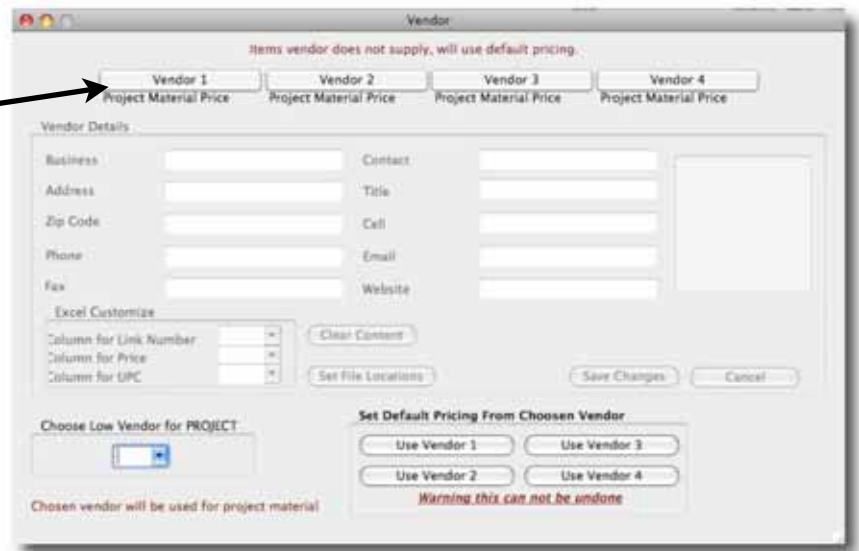 Vendor
Items vendor does not supply, will use default pricing.
Vendor 1 Vendor 2 Vendor 3 Vendor 4
Project Material Price Project Material Price Project Material Price Project Material Price
Vendor Details
Business Contact
Address Title
Zip Code Cell
Phone Email
Fax Website
Excel Customize
Column for Link Number Clear Content
Column for Price
Column for UPC Set File Locations Save Changes Cancel
Set Default Pricing From Choosen Vendor
Choose Low Vendor for PROJECT
Use Vendor 1 Use Vendor 3
Use Vendor 2 Use Vendor 4
Warning this can not be undone
Chosen vendor will be used for project material